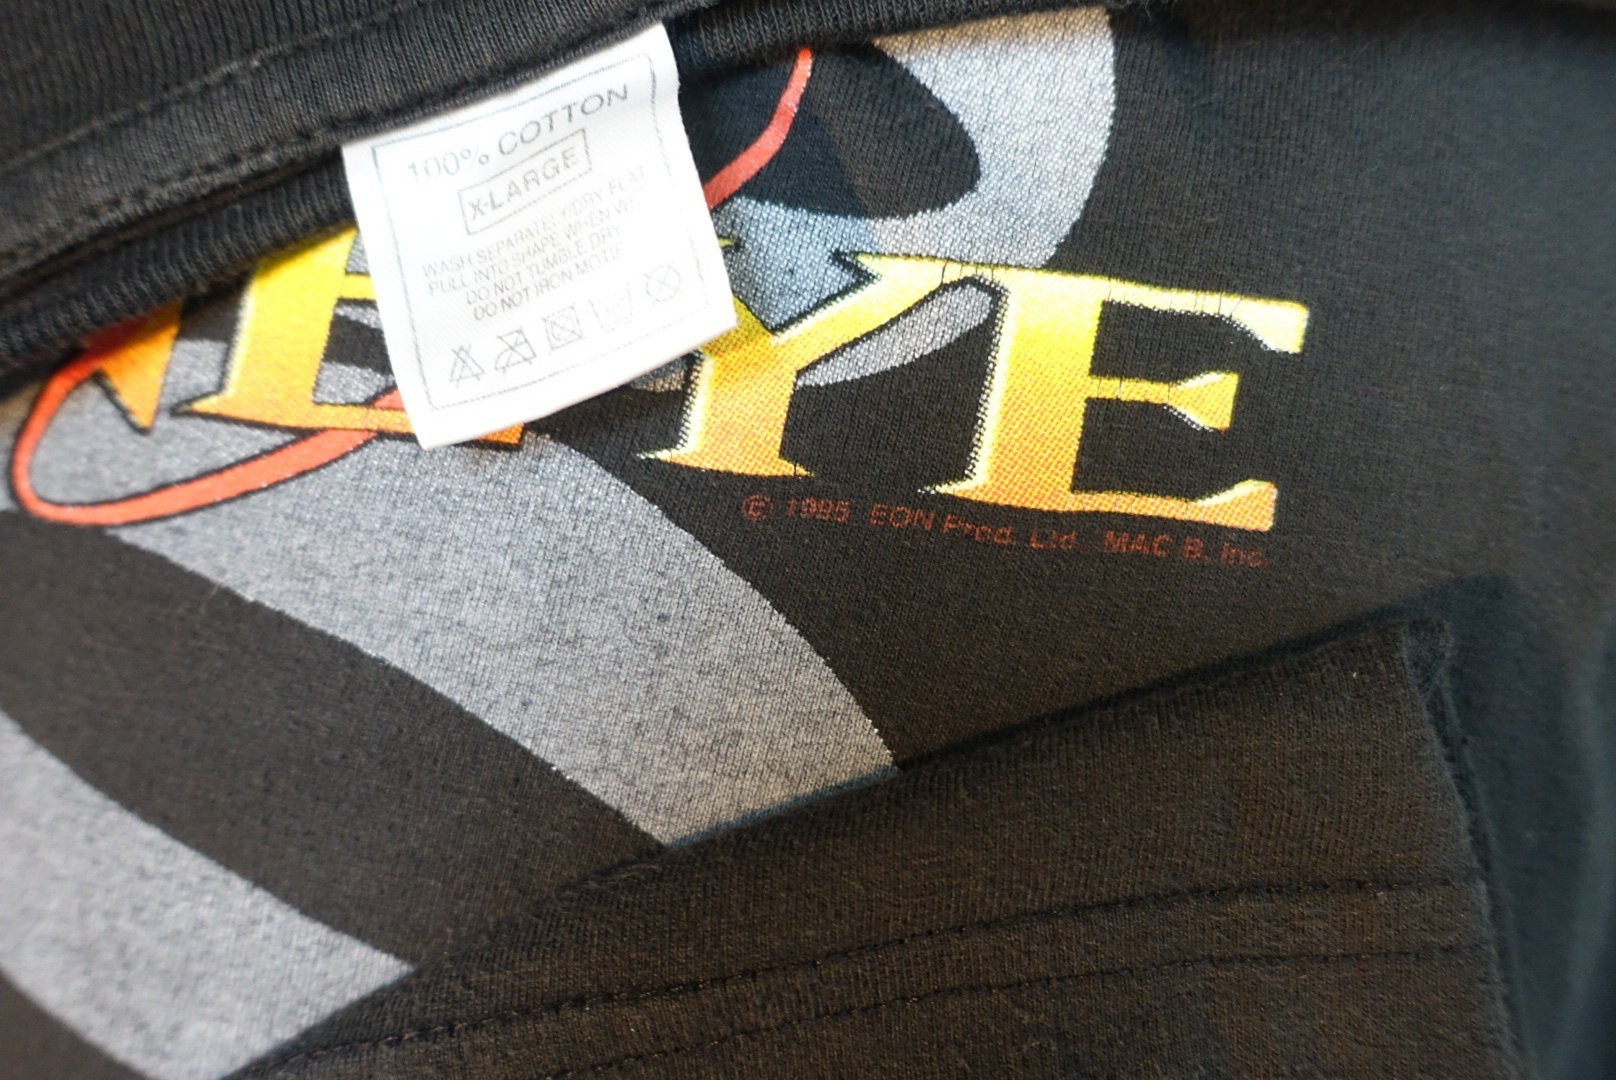 100% COTTON
X-LARGE
WASH SEPARATELY/DRY FLAT
PULL INTO SHAPE WHEN WE
DO NOT TUMBLE DRY
DO NOT IRON MOTIF
EYE
© 1995 EON Prod. Ltd. MAC B. Inc.